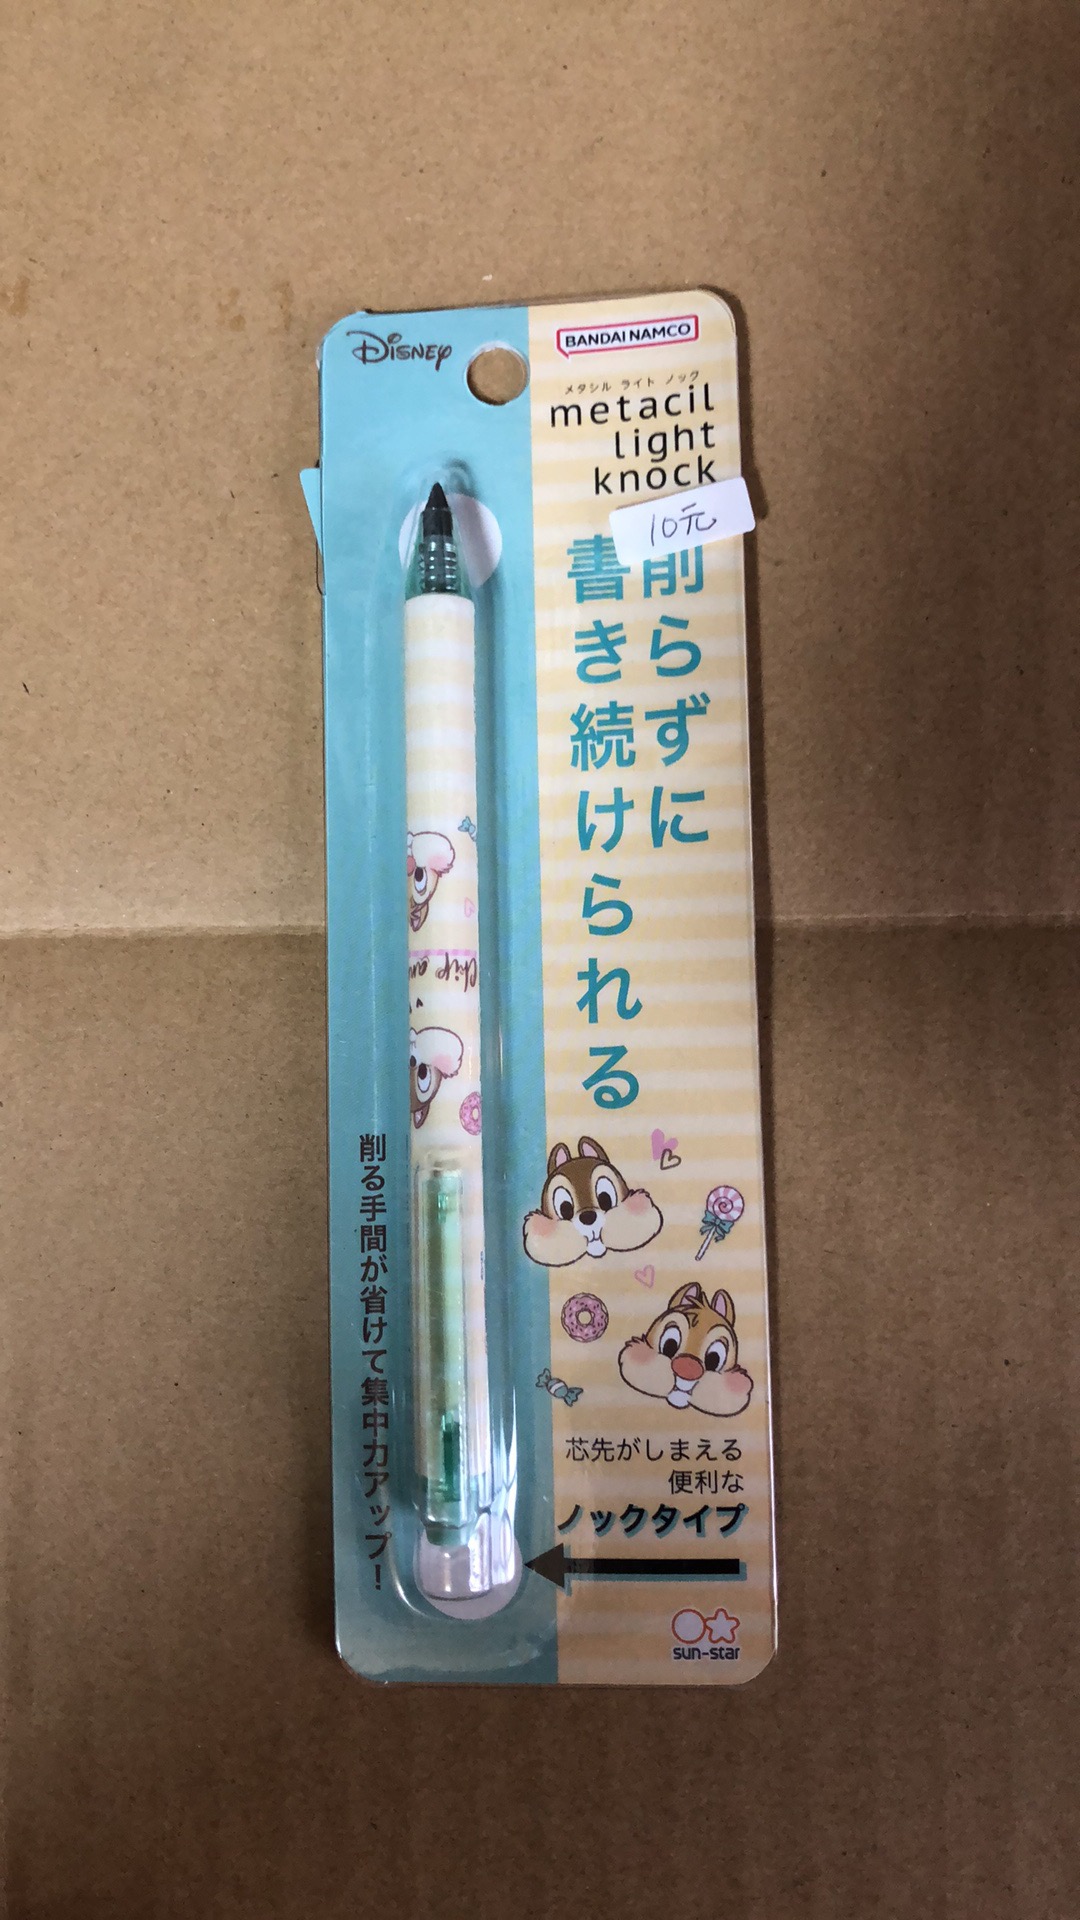 Disney
BANDAI NAMCO
メタシル ライト ノック
metacil
light
knock
10元
削らずに
書き続けられる
Chip an
削る手間が省けて集中力アップ！
芯先がしまえる
便利な
ノックタイプ
sun-star